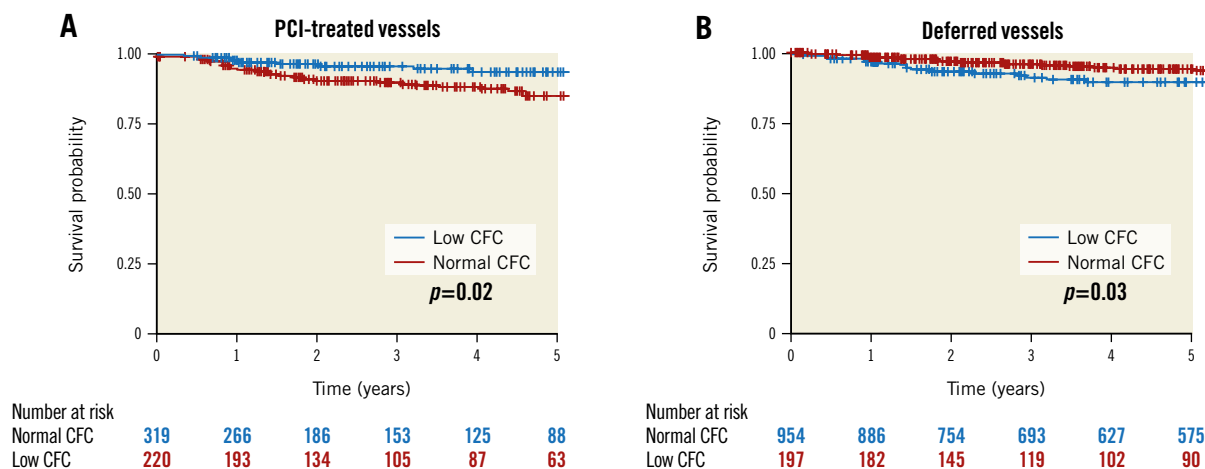 A PCI-treated vessels
1.00
0.75
0.50
0.25
0
Survival probability
Low CFC
Normal CFC
p=0.02
0 1 2 3 4 5
Time (years)
Number at risk
Normal CFC 319 266 186 153 125 88
Low CFC 220 193 134 105 87 63
B Deferred vessels
1.00
0.75
0.50
0.25
0
Survival probability
Low CFC
Normal CFC
p=0.03
0 1 2 3 4 5
Time (years)
Number at risk
Normal CFC 954 886 754 693 627 575
Low CFC 197 182 145 119 102 90